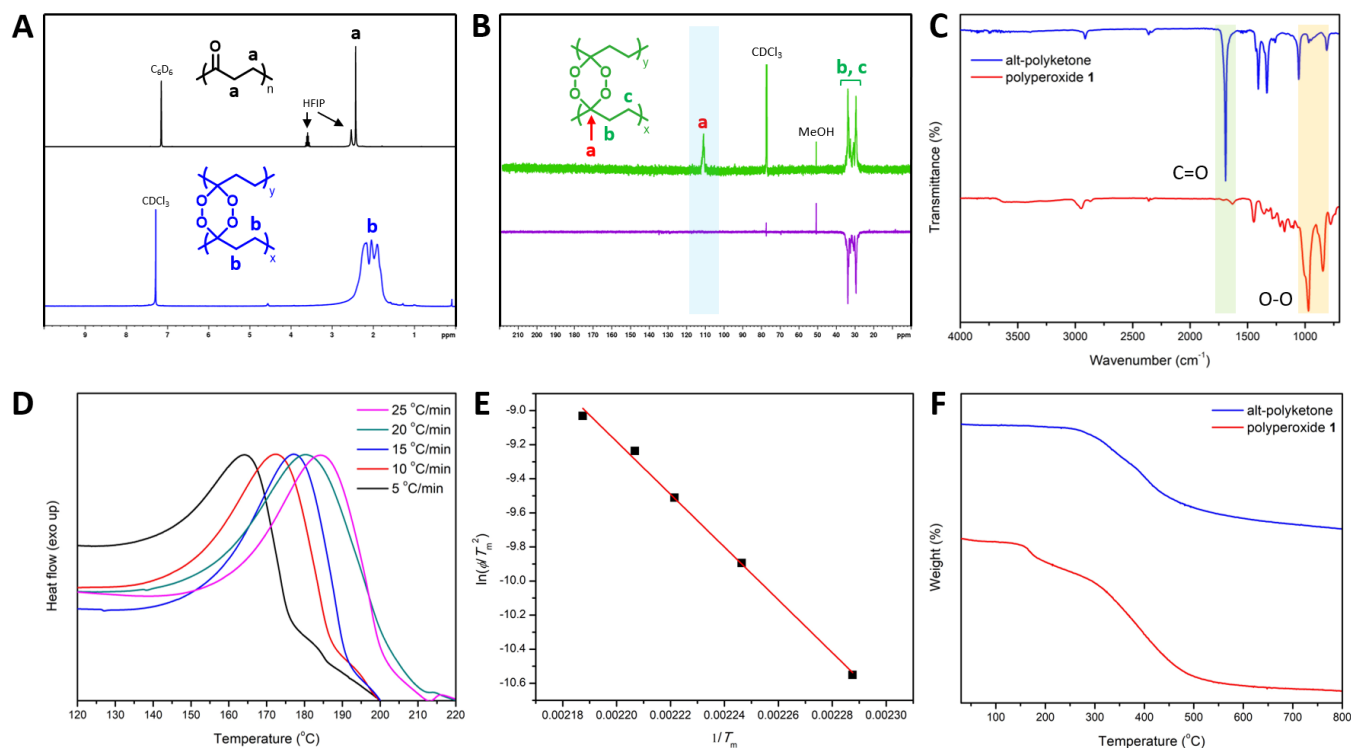 A
O
a
a
n
C6D6
HFIP
a
CDCl3
O O
O O
y
x
b
b
b
9 8 7 6 5 4 3 2 1 ppm
B
O O
O O
y
x
c
b
a
a
CDCl3
MeOH
b, c
210 200 190 180 170 160 150 140 130 120 110 100 90 80 70 60 50 40 30 20 ppm
C
alt-polyketone
polyperoxide 1
C=O
O-O
Transmittance (%)
4000 3500 3000 2500 2000 1500 1000
Wavenumber (cm-1)
D
25 °C/min
20 °C/min
15 °C/min
10 °C/min
5 °C/min
Heat flow (exo up)
120 130 140 150 160 170 180 190 200 210 220
Temperature (°C)
E
-9.0
-9.2
-9.4
-9.6
-9.8
-10.0
-10.2
-10.4
-10.6
ln(ϕ/Tm2)
0.00218 0.00220 0.00222 0.00224 0.00226 0.00228 0.00230
1/Tm
F
alt-polyketone
polyperoxide 1
Weight (%)
100 200 300 400 500 600 700 800
Temperature (°C)